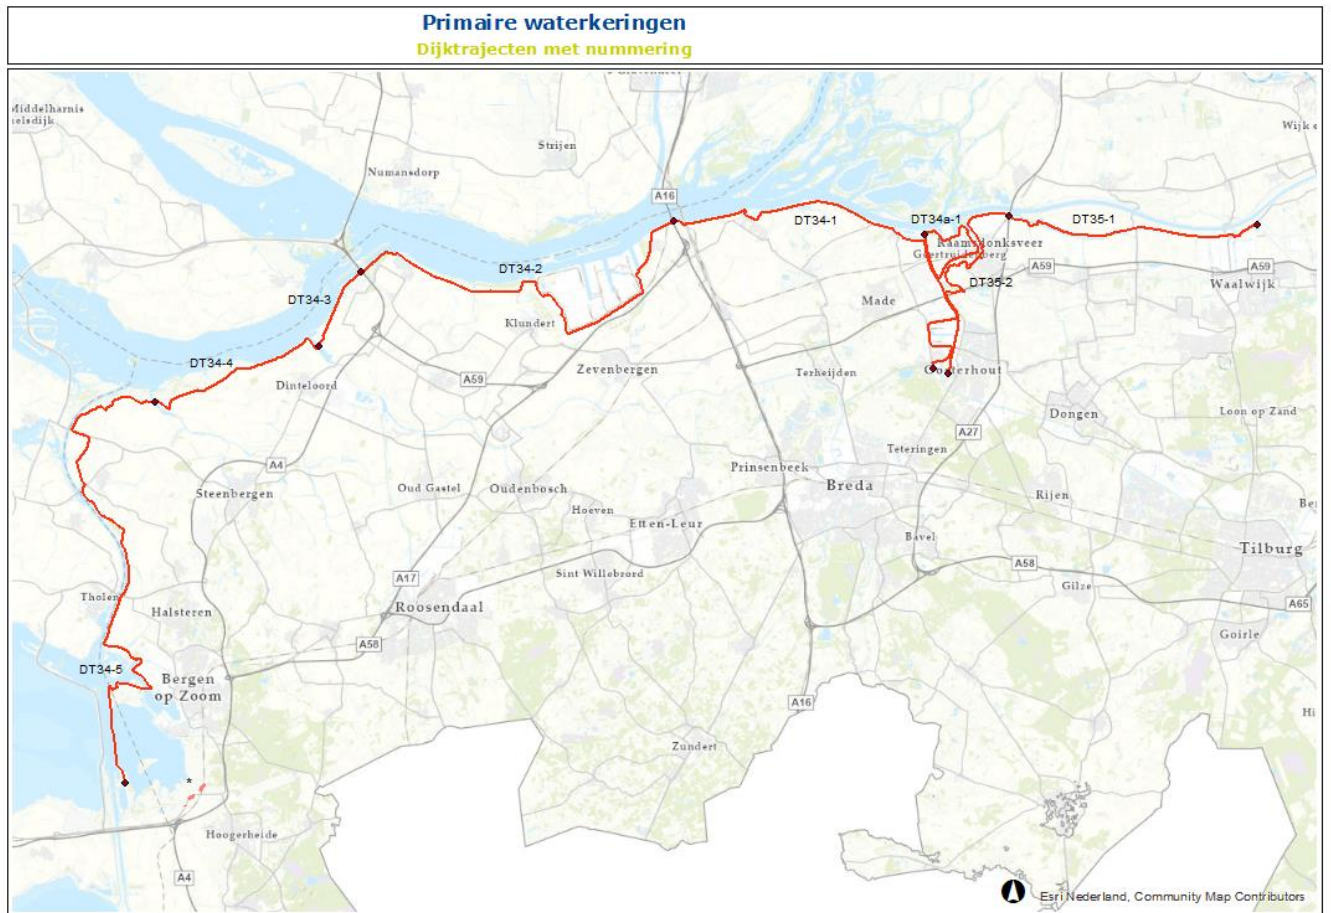 Primaire waterkeringen
Dijktrajecten met nummering
Middelharnis
Strijen
Wijk
Numansdorp
A16
DT34-1
DT34a-1
DT35-1
Raamsdonksveer
Geertruidenberg
DT34-2
A59
A59
DT35-2
Waalwijk
DT34-3
Made
Klundert
DT34-4
Zevenbergen
Terheijden
Oosterhout
Dinteloord
A59
Dongen
Loon op Zand
A27
Teteringen
A4
Prinsenbeek
Steenbergen
Oud Gastel
Oudenbosch
Breda
Rijen
Hoeven
Etten-Leur
Bavel
Tilburg
A58
Sint Willebrord
A17
Gilze
Tholen
Halsteren
Roosendaal
A65
Goirle
A58
DT34-5
Bergen
op Zoom
A16
Hi
Zundert
*
Hoogerheide
A4
Esri Nederland, Community Map Contributors